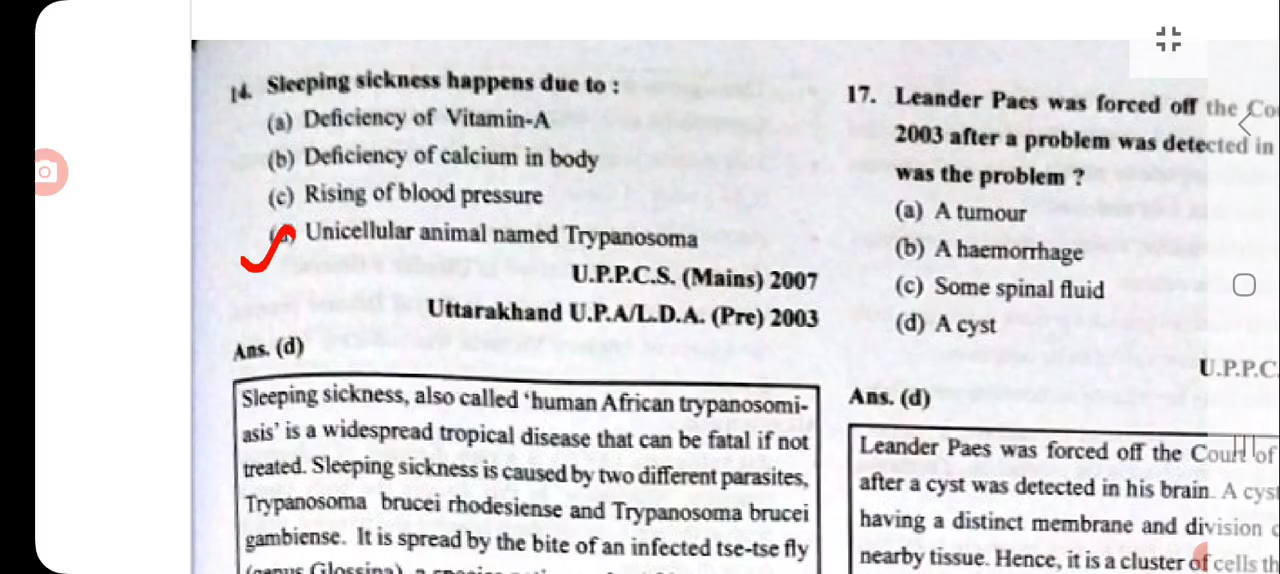 14. Sleeping sickness happens due to :
(a) Deficiency of Vitamin-A
(b) Deficiency of calcium in body
(c) Rising of blood pressure
Unicellular animal named Trypanosoma
U.P.P.C.S. (Mains) 2007
Uttarakhand U.P.A/L.D.A. (Pre) 2003
Ans. (d)
Sleeping sickness, also called ‘human African trypanosomi-
asis’ is a widespread tropical disease that can be fatal if not
treated. Sleeping sickness is caused by two different parasites,
Trypanosoma brucei rhodesiense and Trypanosoma brucei
gambiense. It is spread by the bite of an infected tse-tse fly
(genus Glossina), a species
17. Leander Paes was forced off the
2003 after a problem was detected in
was the problem ?
(a) A tumour
(b) A haemorrhage
(c) Some spinal fluid
(d) A cyst
U.P.P.C.
Ans. (d)
Leander Paes was forced off the Court of
after a cyst was detected in his brain. A cyst
having a distinct membrane and division
nearby tissue. Hence, it is a cluster of cells